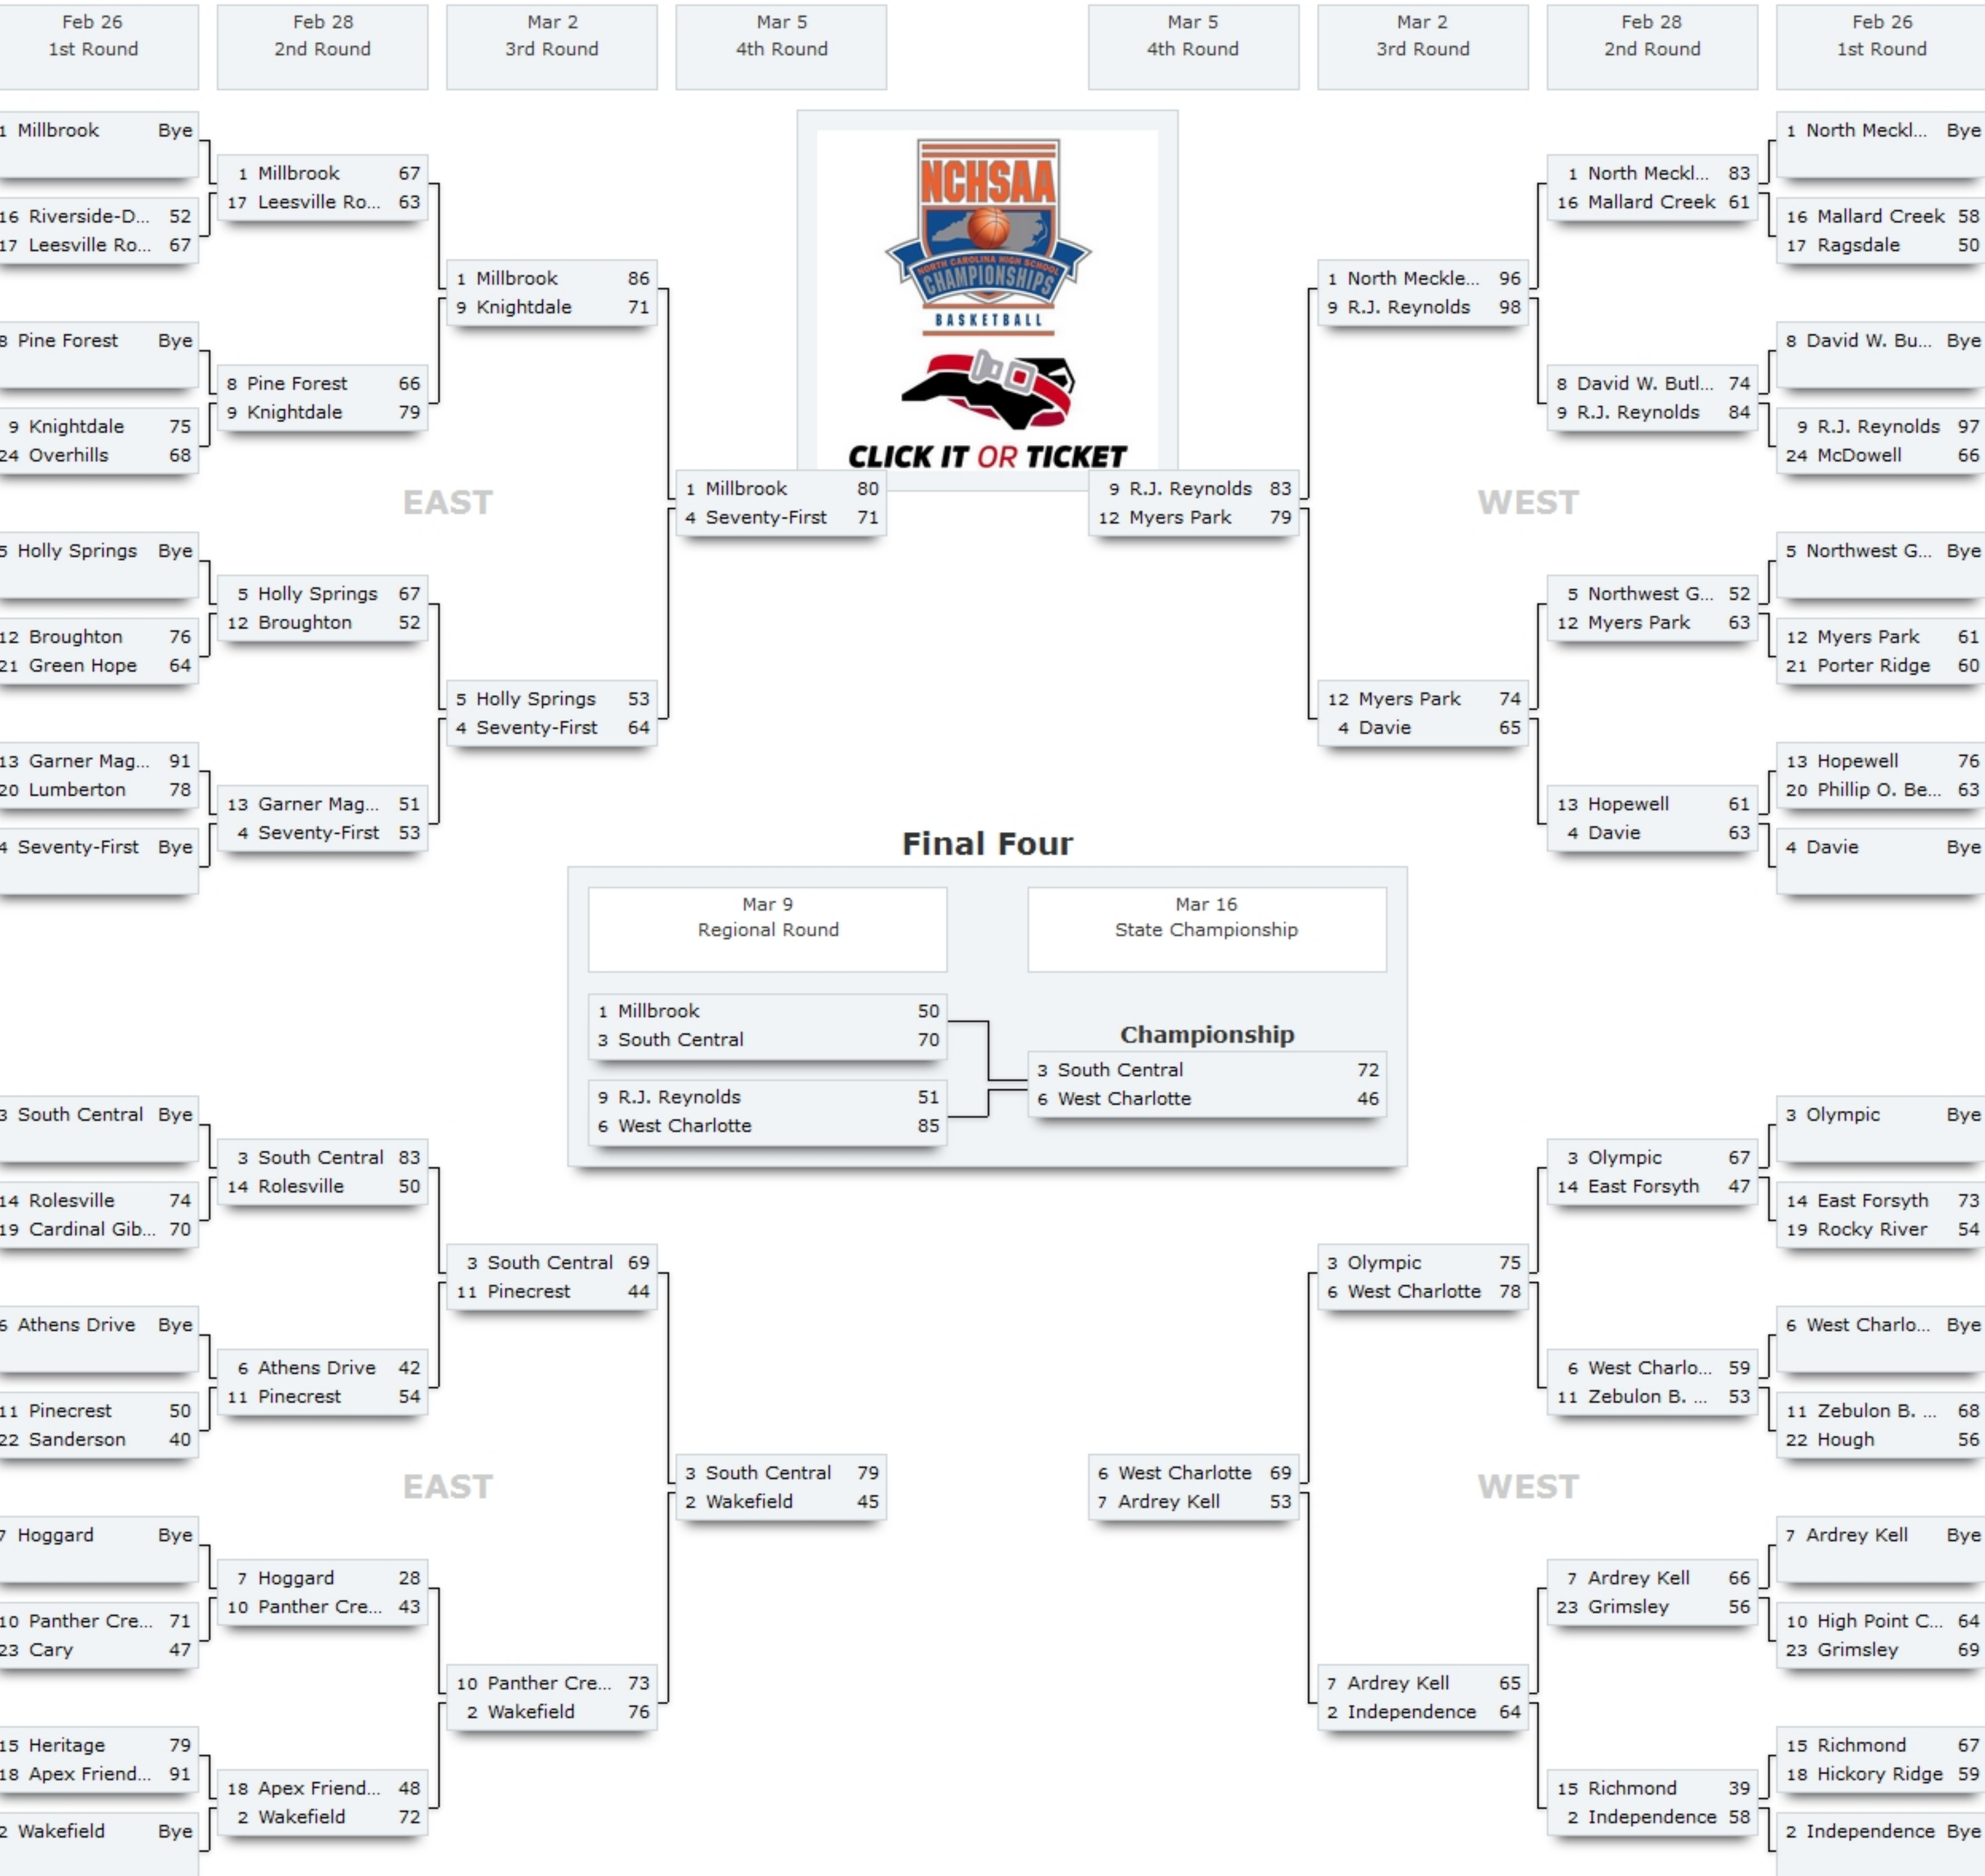 Feb 26
1st Round
Feb 28
2nd Round
Mar 2
3rd Round
Mar 5
4th Round
Mar 5
4th Round
Mar 2
3rd Round
Feb 28
2nd Round
Feb 26
1st Round
1 Millbrook Bye
16 Riverside-D... 52
17 Leesville Ro... 67
8 Pine Forest Bye
9 Knightdale 75
24 Overhills 68
5 Holly Springs Bye
12 Broughton 76
21 Green Hope 64
13 Garner Mag... 91
20 Lumberton 78
4 Seventy-First Bye
1 Millbrook 67
17 Leesville Ro... 63
8 Pine Forest 66
9 Knightdale 79
5 Holly Springs 67
12 Broughton 52
13 Garner Mag... 51
4 Seventy-First 53
1 Millbrook 86
9 Knightdale 71
EAST
5 Holly Springs 53
4 Seventy-First 64
1 Millbrook 80
4 Seventy-First 71
NCHSAA
NORTH CAROLINA HIGH SCHOOL
CHAMPIONSHIPS
BASKETBALL
CLICK IT OR TICKET
9 R.J. Reynolds 83
12 Myers Park 79
1 North Meckle... 96
9 R.J. Reynolds 98
WEST
12 Myers Park 74
4 Davie 65
1 North Meckl... 83
16 Mallard Creek 61
8 David W. Butl... 74
9 R.J. Reynolds 84
5 Northwest G... 52
12 Myers Park 63
13 Hopewell 61
4 Davie 63
1 North Meckl... Bye
16 Mallard Creek 58
17 Ragsdale 50
8 David W. Bu... Bye
9 R.J. Reynolds 97
24 McDowell 66
5 Northwest G... Bye
12 Myers Park 61
21 Porter Ridge 60
13 Hopewell 76
20 Phillip O. Be... 63
4 Davie Bye
Final Four
Mar 9
Regional Round
Mar 16
State Championship
1 Millbrook 50
3 South Central 70
9 R.J. Reynolds 51
6 West Charlotte 85
Championship
3 South Central 72
6 West Charlotte 46
3 South Central Bye
14 Rolesville 74
19 Cardinal Gib... 70
6 Athens Drive Bye
11 Pinecrest 50
22 Sanderson 40
7 Hoggard Bye
10 Panther Cre... 71
23 Cary 47
15 Heritage 79
18 Apex Friend... 91
2 Wakefield Bye
3 South Central 83
14 Rolesville 50
6 Athens Drive 42
11 Pinecrest 54
7 Hoggard 28
10 Panther Cre... 43
18 Apex Friend... 48
2 Wakefield 72
3 South Central 69
11 Pinecrest 44
EAST
10 Panther Cre... 73
2 Wakefield 76
3 South Central 79
2 Wakefield 45
6 West Charlotte 69
7 Ardrey Kell 53
3 Olympic 75
6 West Charlotte 78
WEST
7 Ardrey Kell 65
2 Independence 64
3 Olympic 67
14 East Forsyth 47
6 West Charlo... 59
11 Zebulon B. ... 53
7 Ardrey Kell 66
23 Grimsley 56
15 Richmond 39
2 Independence 58
3 Olympic Bye
14 East Forsyth 73
19 Rocky River 54
6 West Charlo... Bye
11 Zebulon B. ... 68
22 Hough 56
7 Ardrey Kell Bye
10 High Point C... 64
23 Grimsley 69
15 Richmond 67
18 Hickory Ridge 59
2 Independence Bye